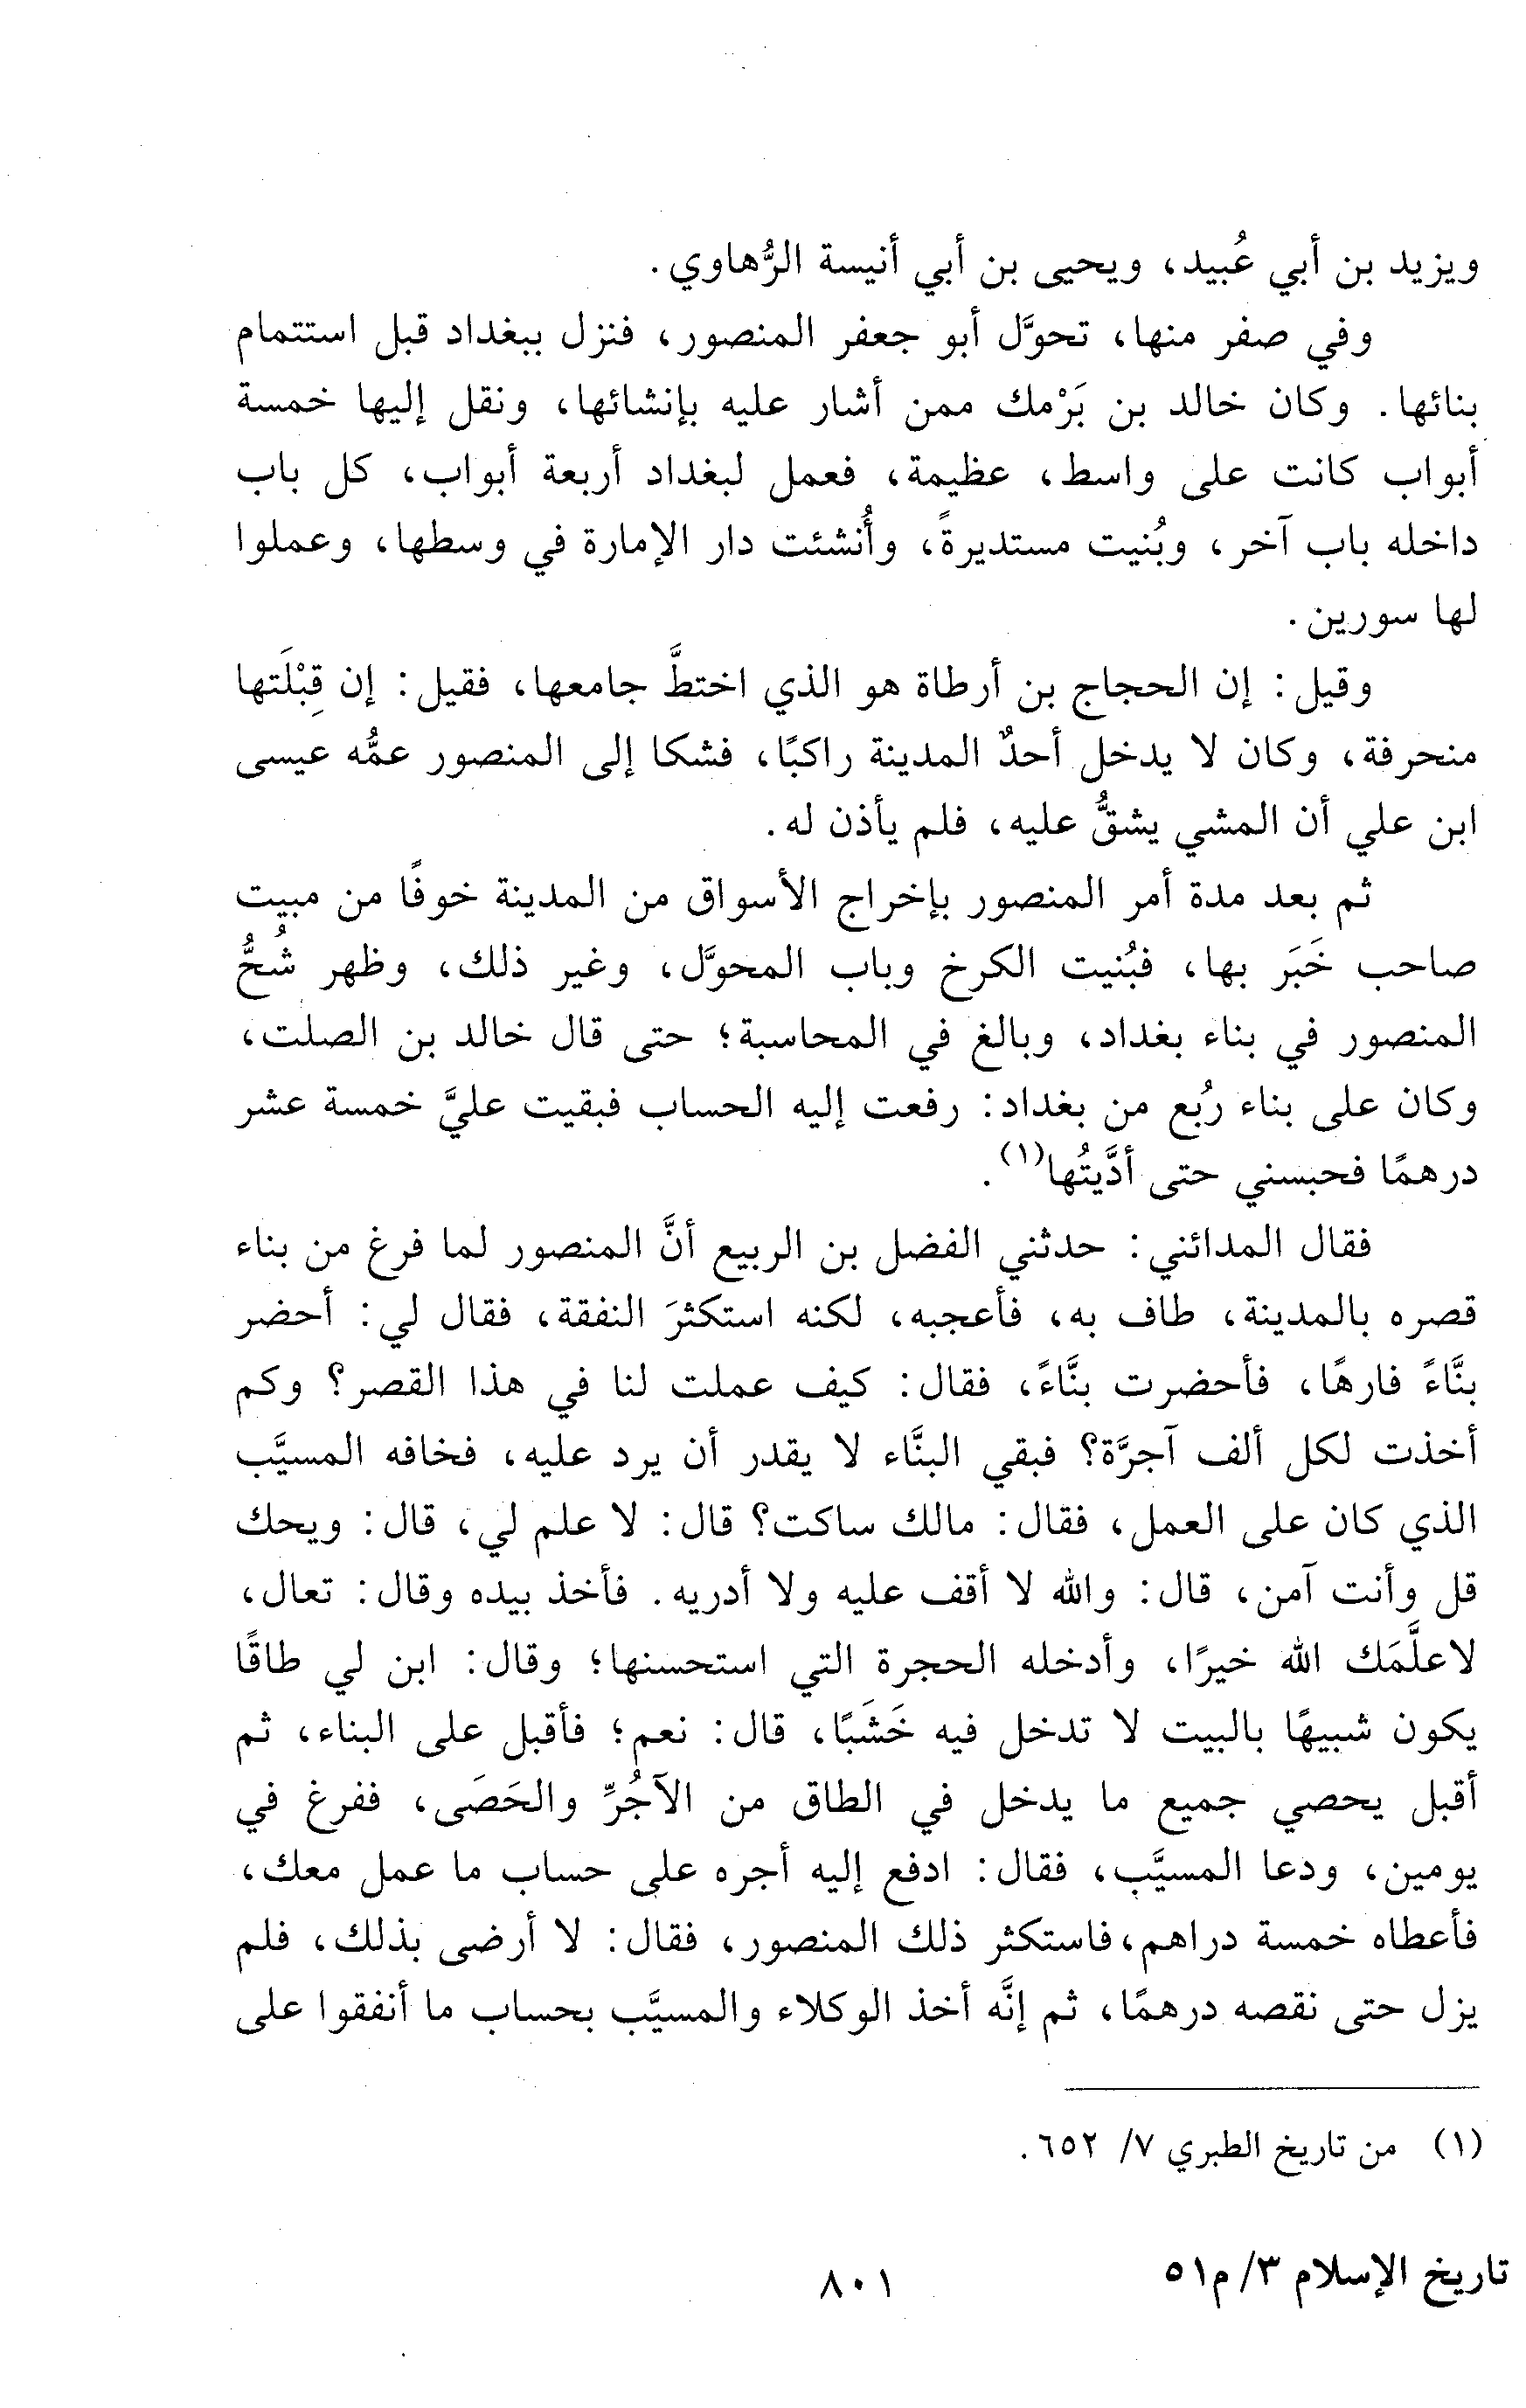 ويزيد بن أبي عُبيد، ويحيى بن أبي أنيسة الرُّهاوي.
وفي صفر منها، تحوَّل أبو جعفر المنصور، فنزل ببغداد قبل استتمام
بنائها. وكان خالد بن بَرْمك ممن أشار عليه بإنشائها، ونقل إليها خمسة
أبواب كانت على واسط، عظيمة، فعمل لبغداد أربعة أبواب، كل باب
داخله باب آخر، وبُنيت مستديرةً، وأُنشئت دار الإمارة في وسطها، وعملوا
لها سورين.
وقيل: إن الحجاج بن أرطاة هو الذي اختطَّ جامعها، فقيل: إن قِبْلَتها
منحرفة، وكان لا يدخل أحدٌ المدينة راكبًا، فشكا إلى المنصور عمُّه عيسى
ابن علي أن المشي يشقُّ عليه، فلم يأذن له.
ثم بعد مدة أمر المنصور بإخراج الأسواق من المدينة خوفًا من مبيت
صاحب خَبَر بها، فبُنيت الكرخ وباب المحوَّل، وغير ذلك، وظهر شُحُّ
المنصور في بناء بغداد، وبالغ في المحاسبة؛ حتى قال خالد بن الصلت،
وكان على بناء رُبع من بغداد: رفعت إليه الحساب فبقيت عليَّ خمسة عشر
درهمًا فحبسني حتى أدَّيتُها(١).
فقال المدائني: حدثني الفضل بن الربيع أنَّ المنصور لما فرغ من بناء
قصره بالمدينة، طاف به، فأعجبه، لكنه استكثرَ النفقة، فقال لي: أحضر
بنَّاءً فارهًا، فأحضرت بنَّاءً، فقال: كيف عملت لنا في هذا القصر؟ وكم
أخذت لكل ألف آجرَّة؟ فبقي البنَّاء لا يقدر أن يرد عليه، فخافه المسيَّب
الذي كان على العمل، فقال: مالك ساكت؟ قال: لا علم لي، قال: ويحك
قل وأنت آمن، قال: والله لا أقف عليه ولا أدريه. فأخذ بيده وقال: تعال،
لاعلَّمَك الله خيرًا، وأدخله الحجرة التي استحسنها؛ وقال: ابن لي طاقًا
يكون شبيهًا بالبيت لا تدخل فيه خَشَبًا، قال: نعم؛ فأقبل على البناء، ثم
أقبل يحصي جميع ما يدخل في الطاق من الآجُرِّ والحَصَى، ففرغ في
يومين، ودعا المسيَّب، فقال: ادفع إليه أجره على حساب ما عمل معك،
فأعطاه خمسة دراهم، فاستكثر ذلك المنصور، فقال: لا أرضى بذلك، فلم
يزل حتى نقصه درهمًا، ثم إنَّه أخذ الوكلاء والمسيَّب بحساب ما أنفقوا على
(١) من تاريخ الطبري ٧/ ٦٥٢.
تاريخ الإسلام ٣/ م٥١
٨٠١